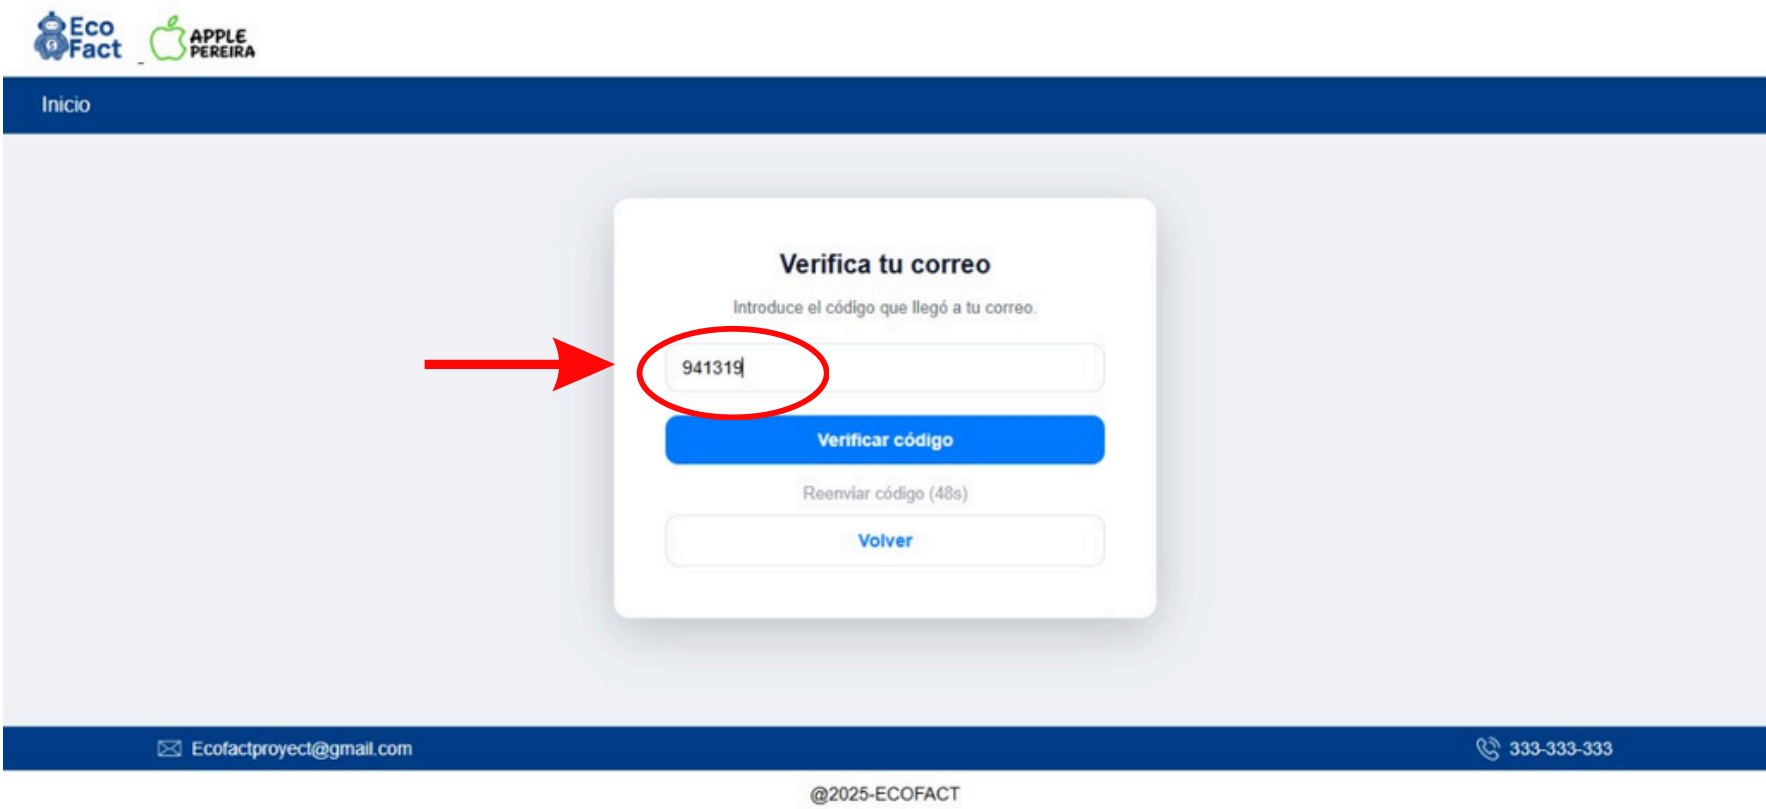 Eco
Fact
APPLE
PEREIRA
Inicio
Verifica tu correo
Introduce el código que llegó a tu correo.
941319
Verificar código
Reenviar código (48s)
Volver
Ecofactproyect@gmail.com
333-333-333
@2025-ECOFACT